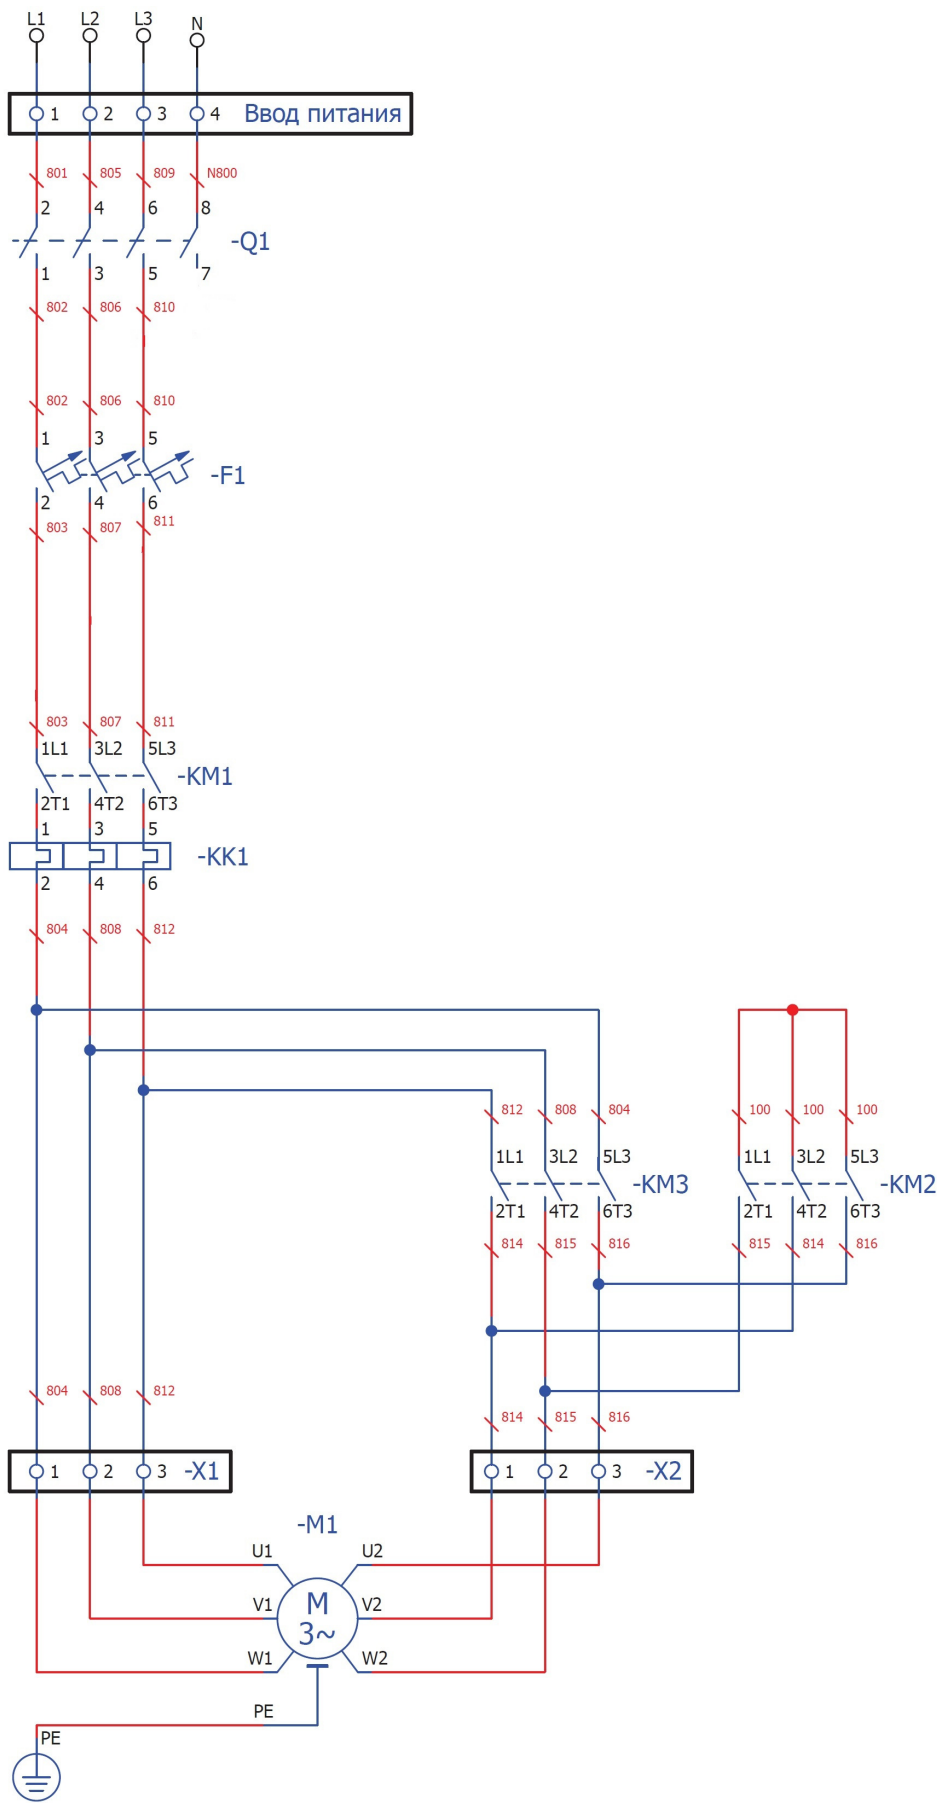 L1 L2 L3 N
1 2 3 4 Ввод питания
801 805 809 N800
2 4 6 8
-Q1
1 3 5 7
802 806 810
802 806 810
1 3 5
-F1
2 4 6
803 807 811
803 807 811
1L1 3L2 5L3
-KM1
2T1 4T2 6T3
1 3 5
-KK1
2 4 6
804 808 812
812 808 804 100 100 100
1L1 3L2 5L3 1L1 3L2 5L3
-KM3 -KM2
2T1 4T2 6T3 2T1 4T2 6T3
814 815 816 815 814 816
804 808 812
814 815 816
1 2 3 -X1 1 2 3 -X2
-M1
U1 U2
V1 M V2
3~
W1 W2
PE
PE